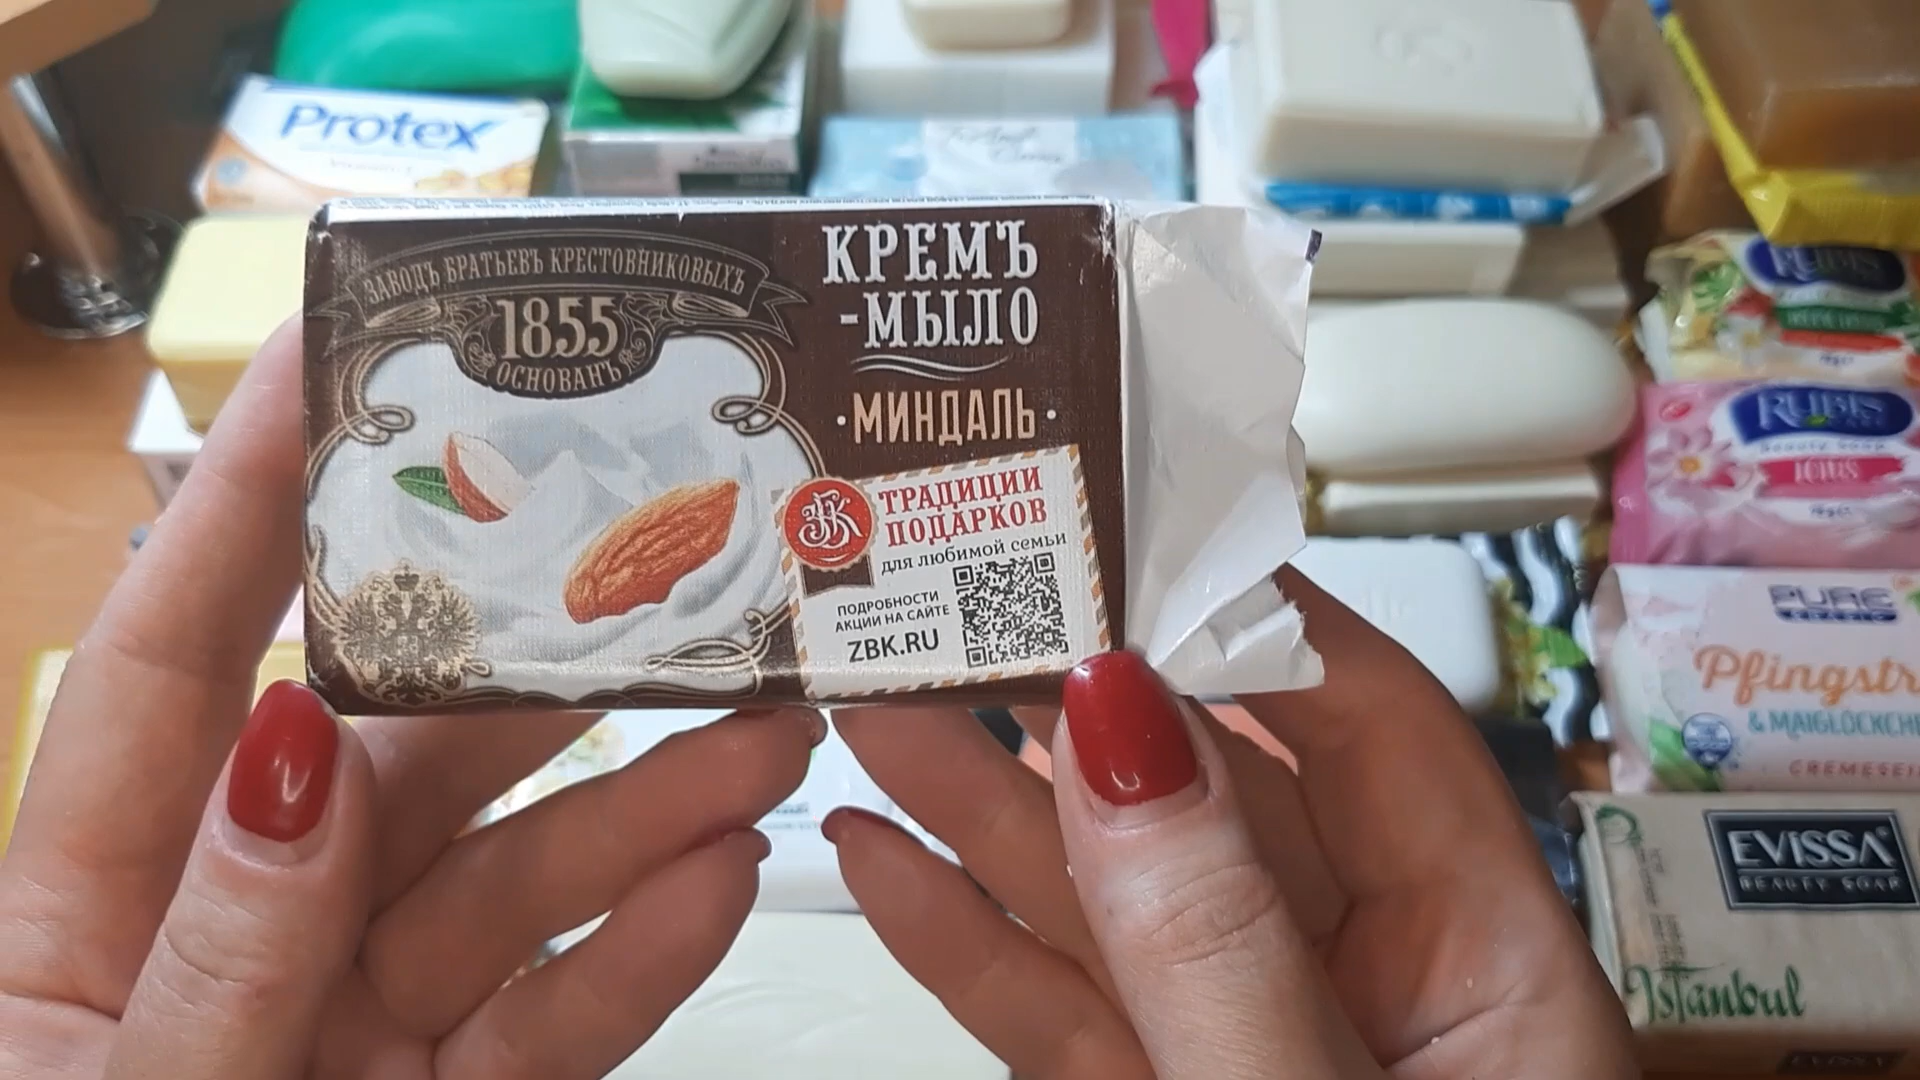 Protex
ЗАВОДЪ БРАТЬЕВЪ КРЕСТОВНИКОВЫХЪ
1855
ОСНОВАНЪ
КРЕМЪ
-МЫЛО
·МИНДАЛЬ·
ЗБК
ТРАДИЦИИ
ПОДАРКОВ
для любимой семьи
ПОДРОБНОСТИ
АКЦИИ НА САЙТЕ
ZBK.RU
RUBIS
RUBIS
Beauty Soap
LOTUS
PURE
Pfingstr
& MAIGLÖCKCHE
CREMESEI
EVISSA
BEAUTY SOAP
Istanbul